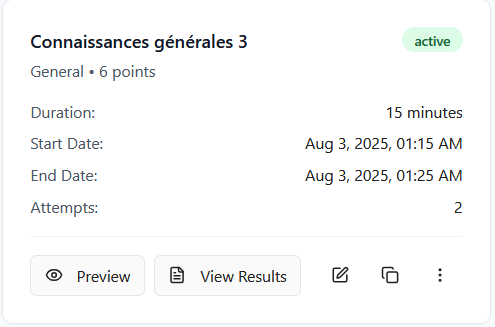 Connaissances générales 3 active
General • 6 points
Duration: 15 minutes
Start Date: Aug 3, 2025, 01:15 AM
End Date: Aug 3, 2025, 01:25 AM
Attempts: 2
Preview View Results